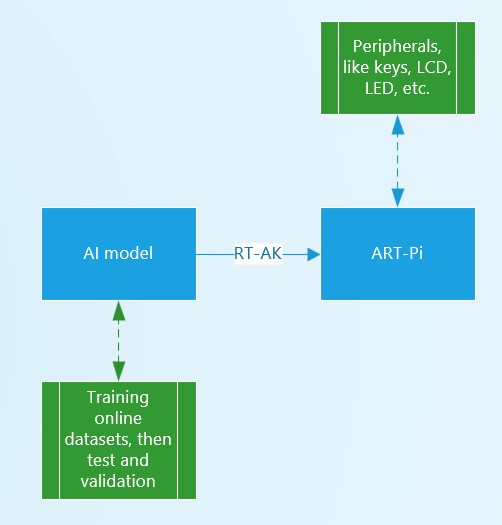 Peripherals,
like keys, LCD,
LED, etc.
AI model
RT-AK
ART-Pi
Training
online
datasets, then
test and
validation